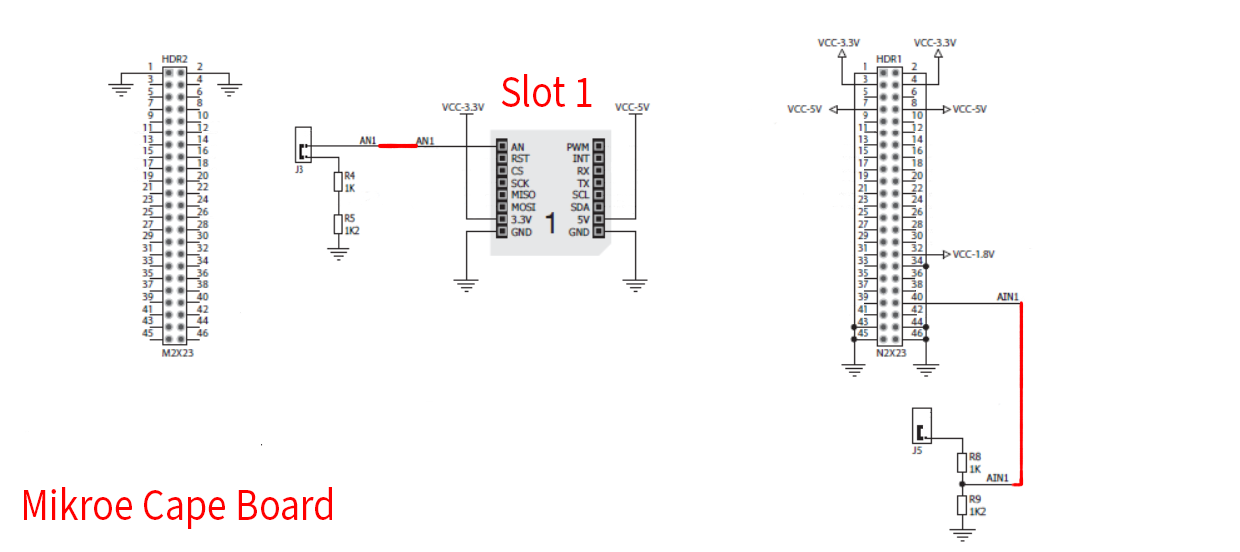 HDR2
1 2
3 4
5 6
7 8
9 10
11 12
13 14
15 16
17 18
19 20
21 22
23 24
25 26
27 28
29 30
31 32
33 34
35 36
37 38
39 40
41 42
43 44
45 46
M2X23
J3
AN1 AN1
R4
1K
R5
1K2
Slot 1
VCC-3.3V VCC-5V
AN PWM
RST INT
CS RX
SCK TX
MISO SCL
MOSI SDA
3.3V 5V
GND GND
1
VCC-3.3V VCC-3.3V
HDR1
1 2
3 4
5 6
VCC-5V 7 8 VCC-5V
9 10
11 12
13 14
15 16
17 18
19 20
21 22
23 24
25 26
27 28
29 30
31 32 VCC-1.8V
33 34
35 36
37 38
39 40 AIN1
41 42
43 44
45 46
N2X23
J5
R8
1K
AIN1
R9
1K2
Mikroe Cape Board